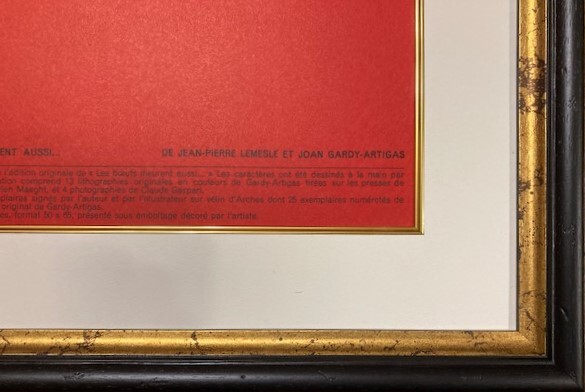 ENT AUSSI... DE JEAN-PIERRE LEMESLE ET JOAN GARDY-ARTIGAS
l'édition originale de « Les Sœufs meurent aussi... » Les caractères ont été dessinés à la main par
comprend 13 lithographies originales en couleurs de Gardy-Artigas tirées sur les presses de
Maeght, et 4 photographies de Claude Gaspari.
signés par l'auteur et par l'illustrateur sur vélin d'Arches dont 25 exemplaires numérotés de
original de Gardy-Artigas.
format 50 x 65, présenté sous emboîtage décoré par l'artiste.